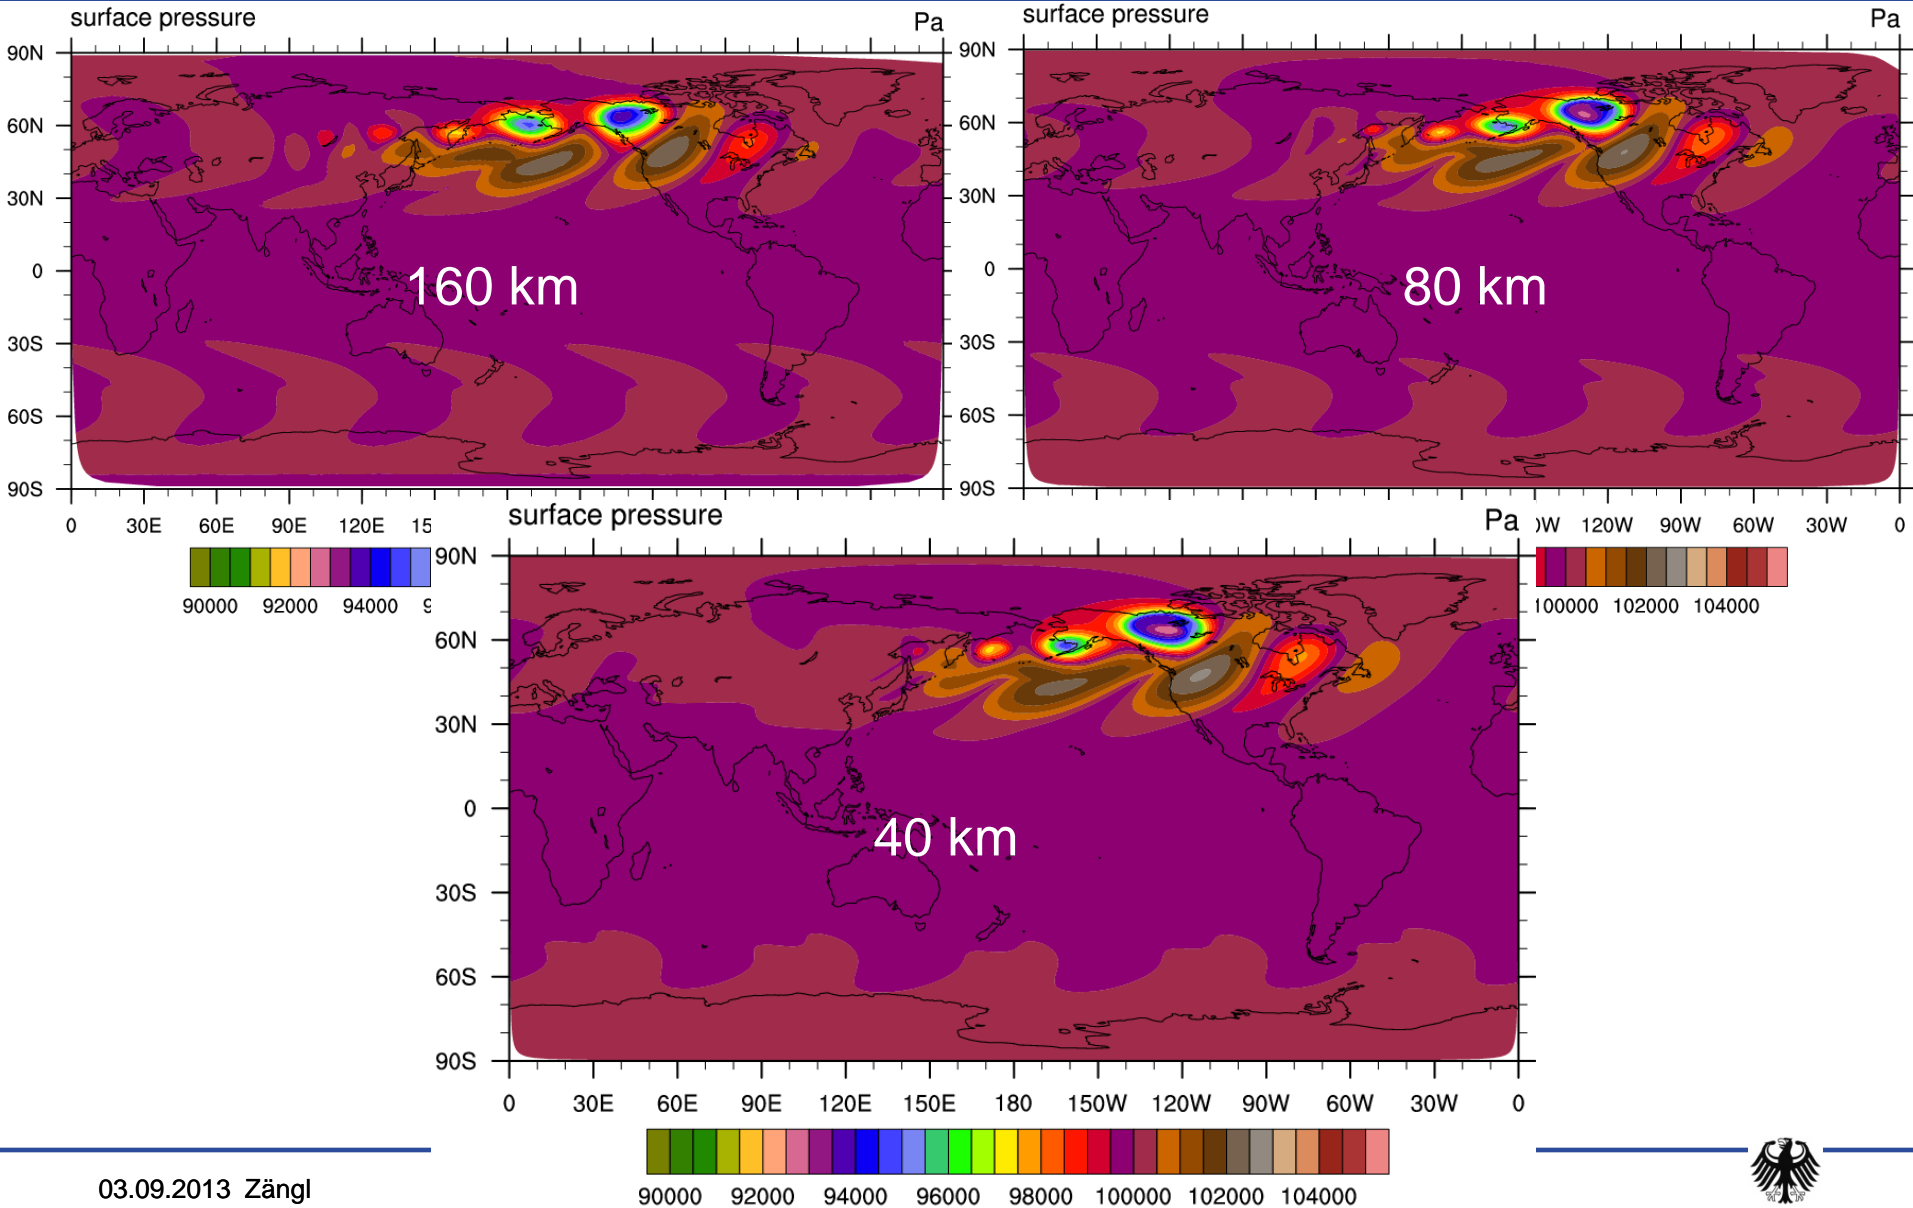 surface pressure
Pa
90N
60N
30N
0
30S
60S
90S
0 30E 60E 90E 120E 15
90000 92000 94000 9
160 km
surface pressure
Pa
90N
60N
30N
0
30S
60S
90S
0W 120W 90W 60W 30W 0
100000 102000 104000
80 km
surface pressure
Pa
90N
60N
30N
0
30S
60S
90S
0 30E 60E 90E 120E 150E 180 150W 120W 90W 60W 30W 0
90000 92000 94000 96000 98000 100000 102000 104000
40 km
03.09.2013 Zängl